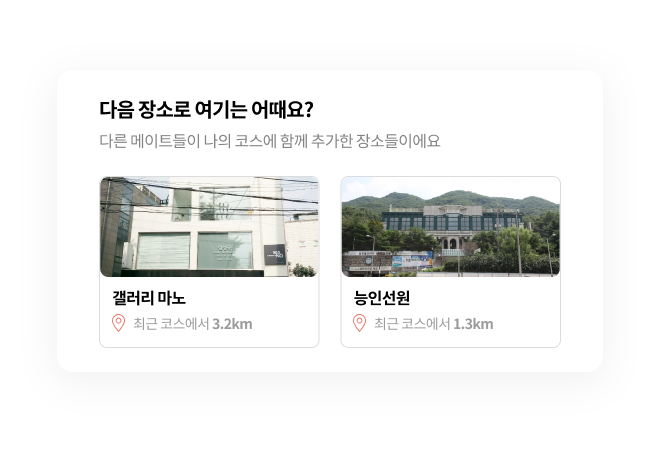 다음 장소로 여기는 어때요?
다른 메이트들이 나의 코스에 함께 추가한 장소들이에요
갤러리 마노
최근 코스에서 3.2km
능인선원
최근 코스에서 1.3km